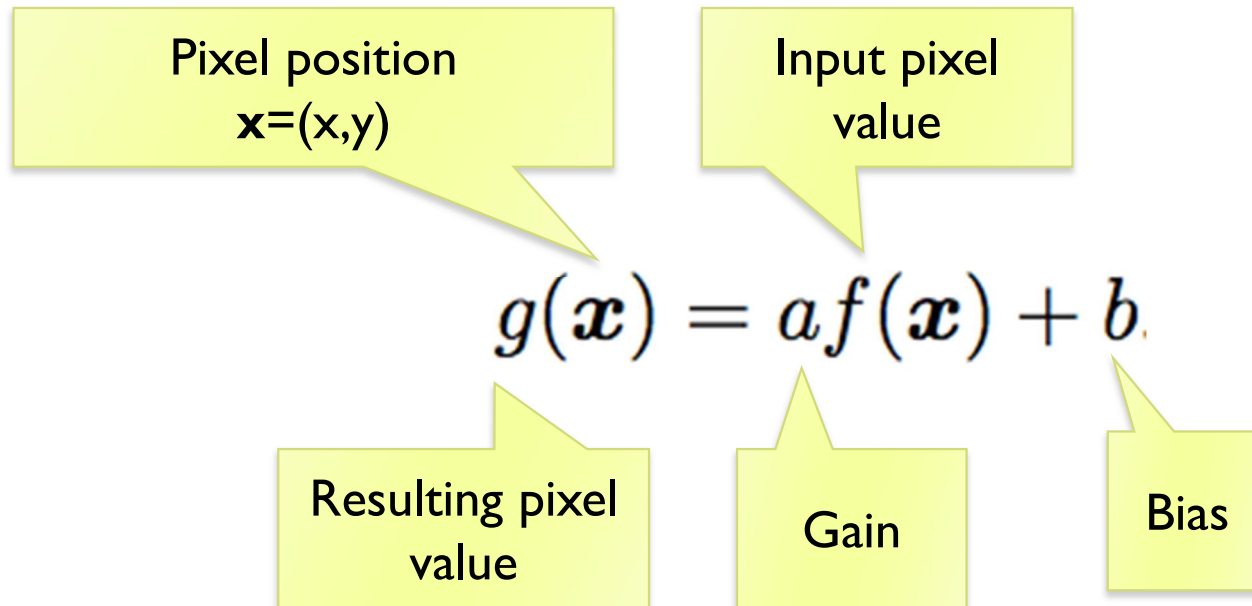 Pixel position
x=(x,y)
Input pixel
value
g(x) = af(x) + b.
Resulting pixel
value
Gain
Bias